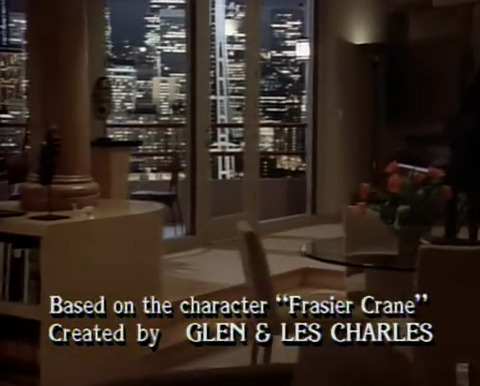 Based on the character “Frasier Crane”
Created by GLEN & LES CHARLES